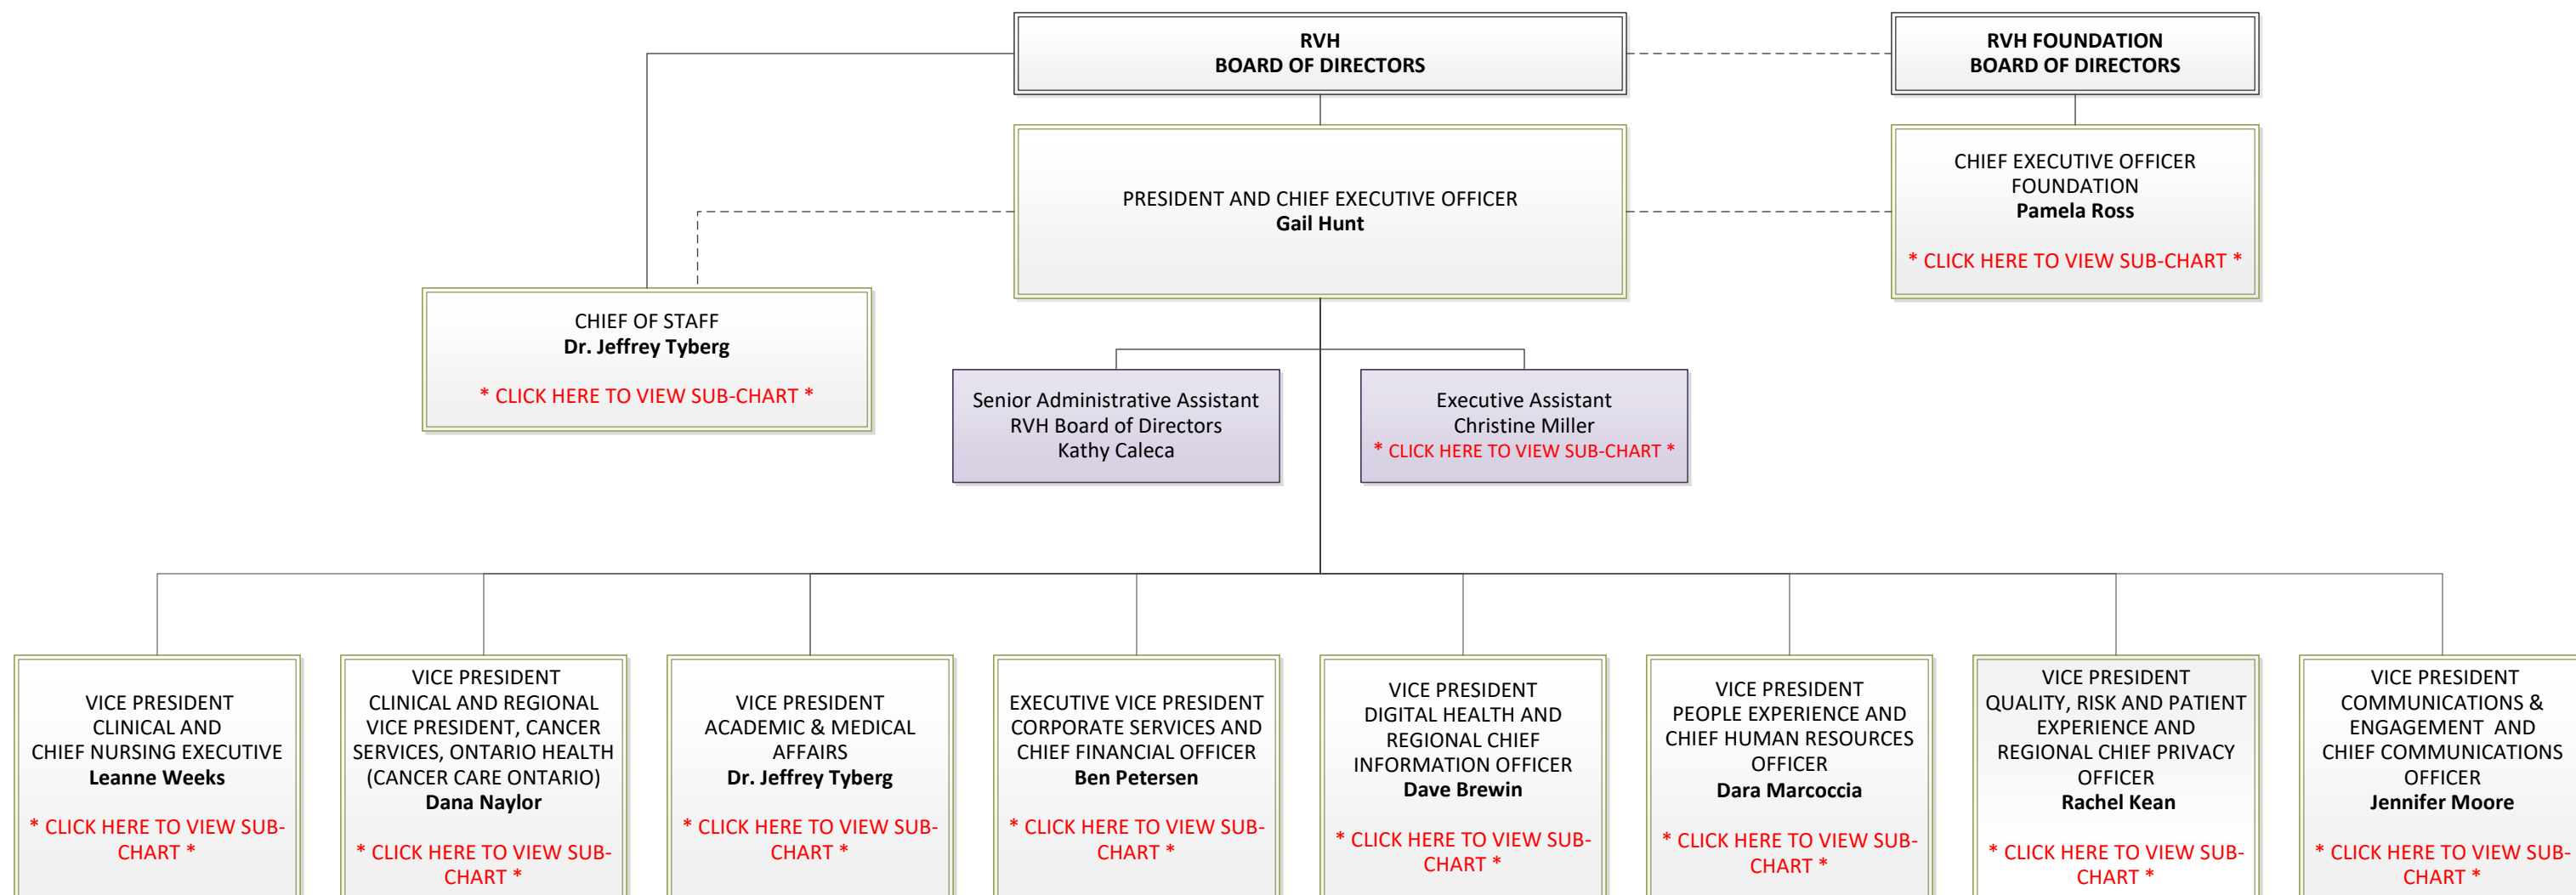 RVH
BOARD OF DIRECTORS
RVH FOUNDATION
BOARD OF DIRECTORS
PRESIDENT AND CHIEF EXECUTIVE OFFICER
Gail Hunt
CHIEF EXECUTIVE OFFICER
FOUNDATION
Pamela Ross
* CLICK HERE TO VIEW SUB-CHART *
CHIEF OF STAFF
Dr. Jeffrey Tyberg
* CLICK HERE TO VIEW SUB-CHART *
Senior Administrative Assistant
RVH Board of Directors
Kathy Caleca
Executive Assistant
Christine Miller
* CLICK HERE TO VIEW SUB-CHART *
VICE PRESIDENT
CLINICAL AND
CHIEF NURSING EXECUTIVE
Leanne Weeks
* CLICK HERE TO VIEW SUB-
CHART *
VICE PRESIDENT
CLINICAL AND REGIONAL
VICE PRESIDENT, CANCER
SERVICES, ONTARIO HEALTH
(CANCER CARE ONTARIO)
Dana Naylor
* CLICK HERE TO VIEW SUB-
CHART *
VICE PRESIDENT
ACADEMIC & MEDICAL
AFFAIRS
Dr. Jeffrey Tyberg
* CLICK HERE TO VIEW SUB-
CHART *
EXECUTIVE VICE PRESIDENT
CORPORATE SERVICES AND
CHIEF FINANCIAL OFFICER
Ben Petersen
* CLICK HERE TO VIEW SUB-
CHART *
VICE PRESIDENT
DIGITAL HEALTH AND
REGIONAL CHIEF
INFORMATION OFFICER
Dave Brewin
* CLICK HERE TO VIEW SUB-
CHART *
VICE PRESIDENT
PEOPLE EXPERIENCE AND
CHIEF HUMAN RESOURCES
OFFICER
Dara Marcoccia
* CLICK HERE TO VIEW SUB-
CHART *
VICE PRESIDENT
QUALITY, RISK AND PATIENT
EXPERIENCE AND
REGIONAL CHIEF PRIVACY
OFFICER
Rachel Kean
* CLICK HERE TO VIEW SUB-
CHART *
VICE PRESIDENT
COMMUNICATIONS &
ENGAGEMENT  AND
CHIEF COMMUNICATIONS
OFFICER
Jennifer Moore
* CLICK HERE TO VIEW SUB-
CHART *